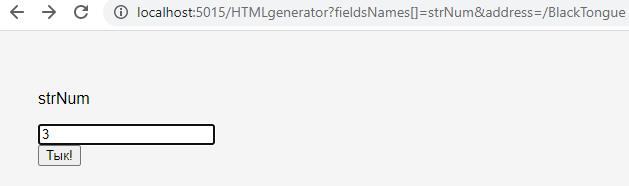 localhost:5015/HTMLgenerator?fieldsNames[]=strNum&address=/BlackTongue
strNum
3
Тык!